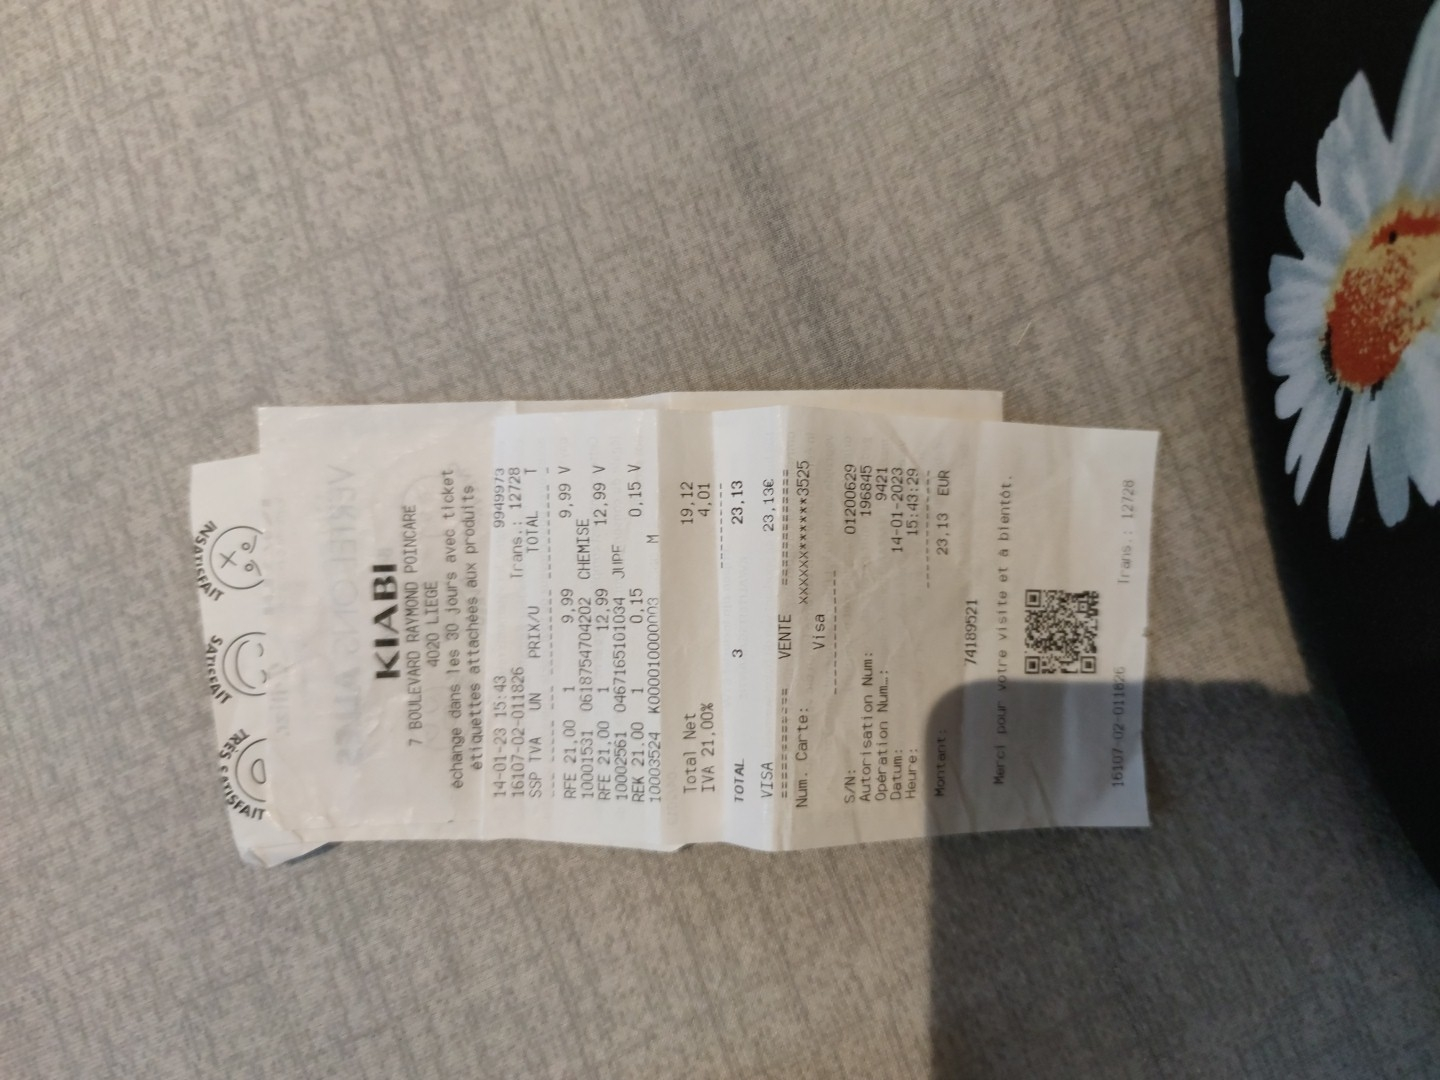 INSATISFAIT
SATISFAIT
TRÈS SATISFAIT
KIABI
7 BOULEVARD RAYMOND POINCARE
4020 LIEGE
échange dans les 30 jours avec ticket
étiquettes attachées aux produits
14-01-23 15:43 9949973
16107-02-011826 Trans.: 12728
SSP TVA UN PRIX/U TOTAL T
RFE 21,00 1 9,99 9,99 V
10001531 0618754704202 CHEMISE
RFE 21,00 1 12,99 12,99 V
10002561 0467165101034 JUPE
REK 21,00 1 0,15 0,15 V
10003524 K000010000003 M
Total Net 19,12
IVA 21,00% 4,01
TOTAL 3 23,13
VISA 23,13€
============ VENTE ============
Num. Carte: XXXXXX**********3525
Visa
S/N: 01200629
Autorisation Num: 196845
Opération Num.: 9421
Datum: 14-01-2023
Heure: 15:43:29
Montant: 23,13 EUR
74189521
Merci pour votre visite et à bientôt.
16107-02-011826 Trans.: 12728